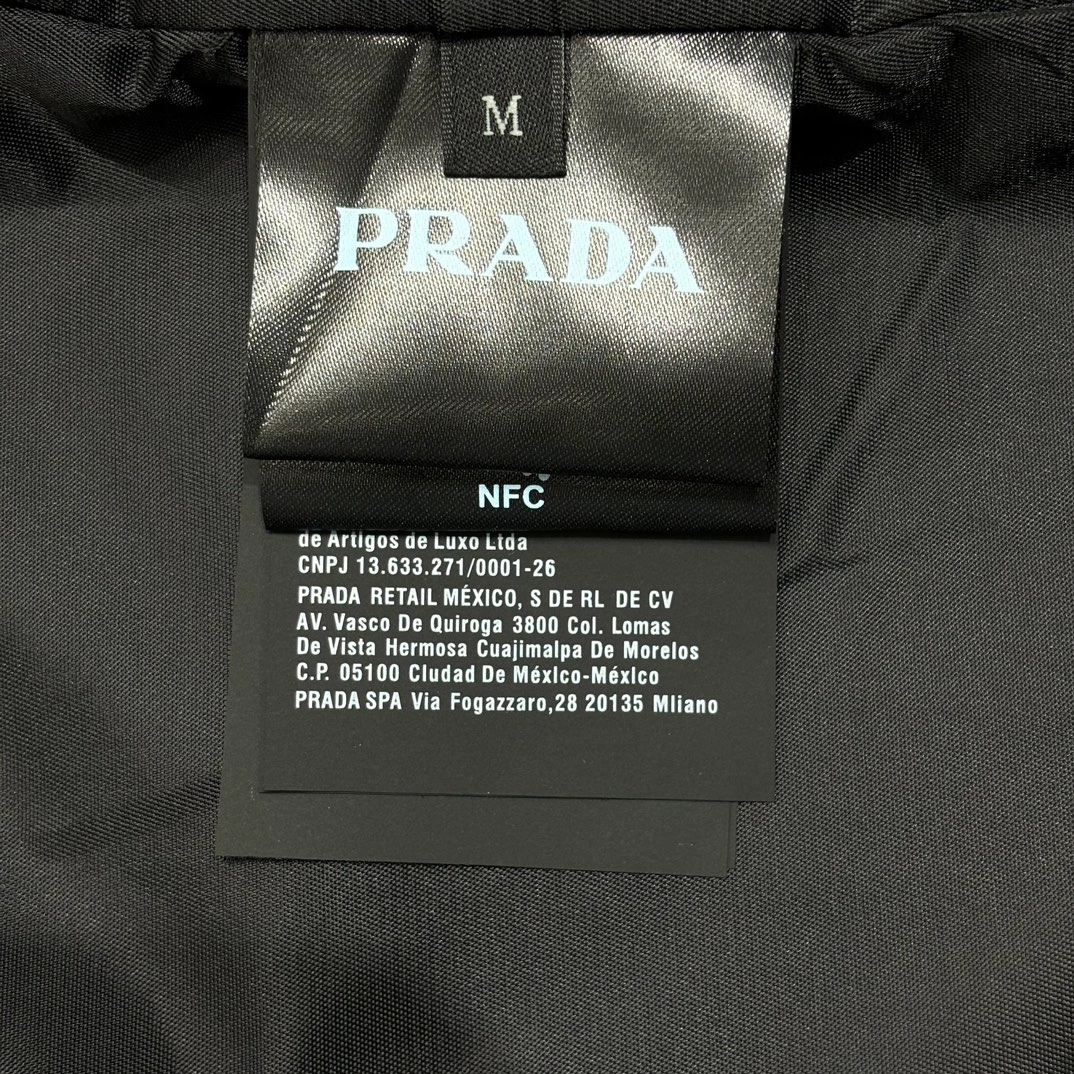 M
PRADA
NFC
de Artigos de Luxo Ltda
CNPJ 13.633.271/0001-26
PRADA RETAIL MÉXICO, S DE RL DE CV
AV. Vasco De Quiroga 3800 Col. Lomas
De Vista Hermosa Cuajimalpa De Morelos
C.P. 05100 Cludad De México-Méxlco
PRADA SPA Via Fogazzaro,28 20135 Mliano